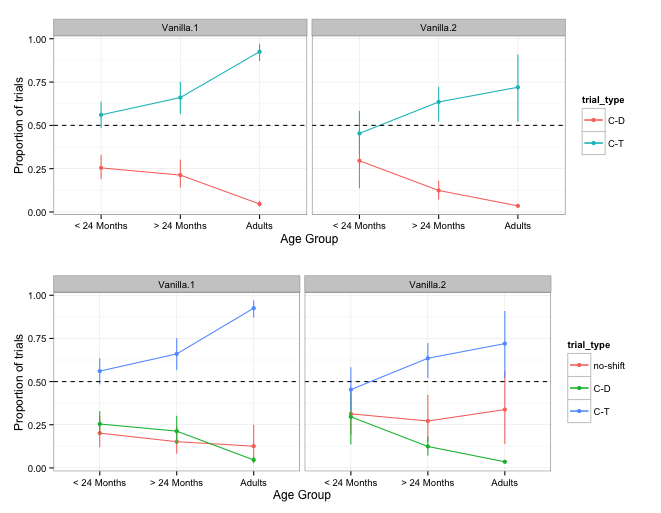 Vanilla.1 Vanilla.2
1.00
0.75
0.50
0.25
0.00
Proportion of trials
< 24 Months > 24 Months Adults < 24 Months > 24 Months Adults
Age Group
trial_type
C-D
C-T
Vanilla.1 Vanilla.2
1.00
0.75
0.50
0.25
0.00
Proportion of trials
< 24 Months > 24 Months Adults < 24 Months > 24 Months Adults
Age Group
trial_type
no-shift
C-D
C-T